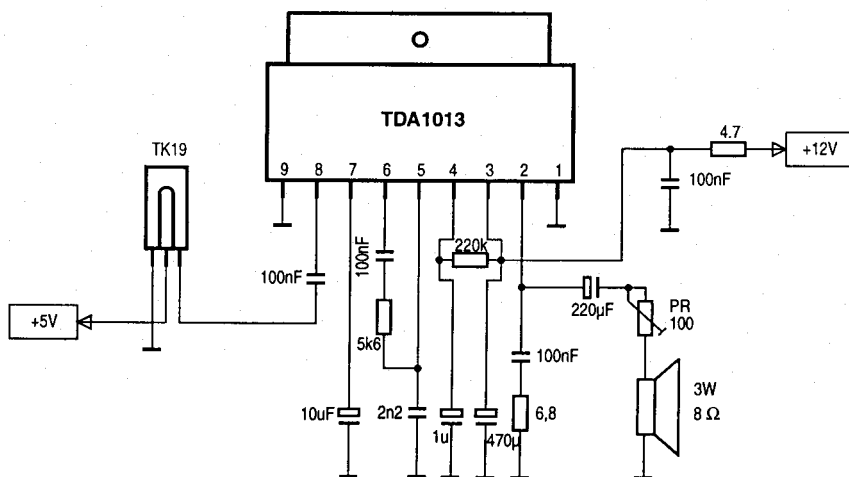 TDA1013
TK19
4.7
+12V
9 8 7 6 5 4 3 2 1
100nF
220k
100nF
100nF
220µF
PR
100
+5V
5k6
100nF
3W
8 Ω
10uF
2n2
1u
470µ
6,8